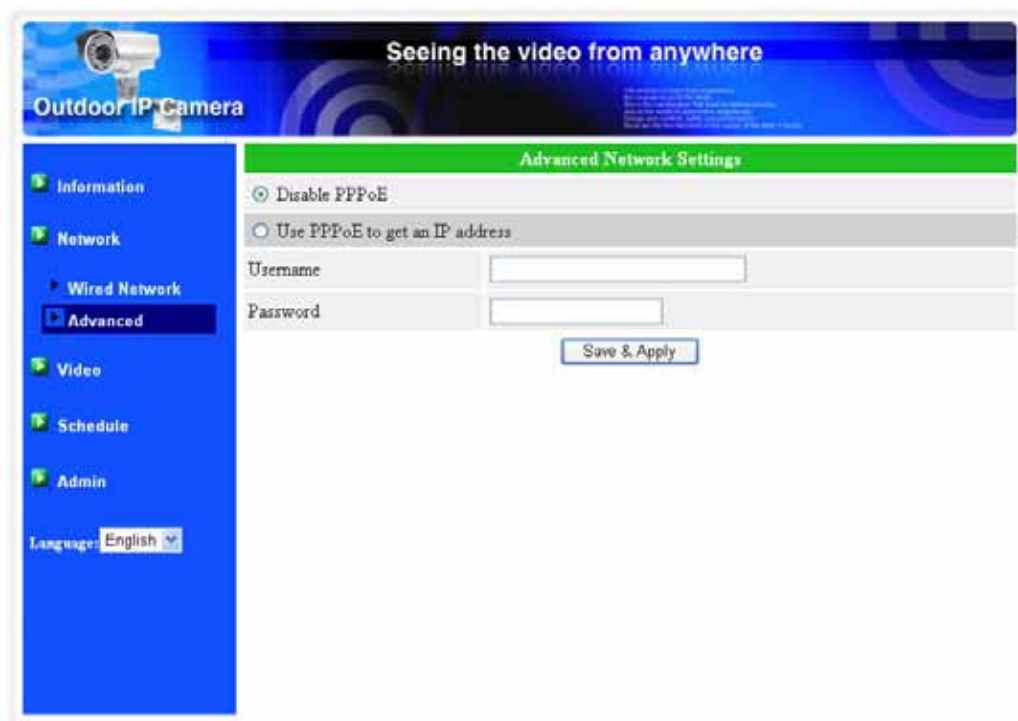 Seeing the video from anywhere
Outdoor IP Camera
Information
Network
Wired Network
Advanced
Video
Schedule
Admin
Language: English
Advanced Network Settings
Disable PPPoE
Use PPPoE to get an IP address
Username
Password
Save & Apply